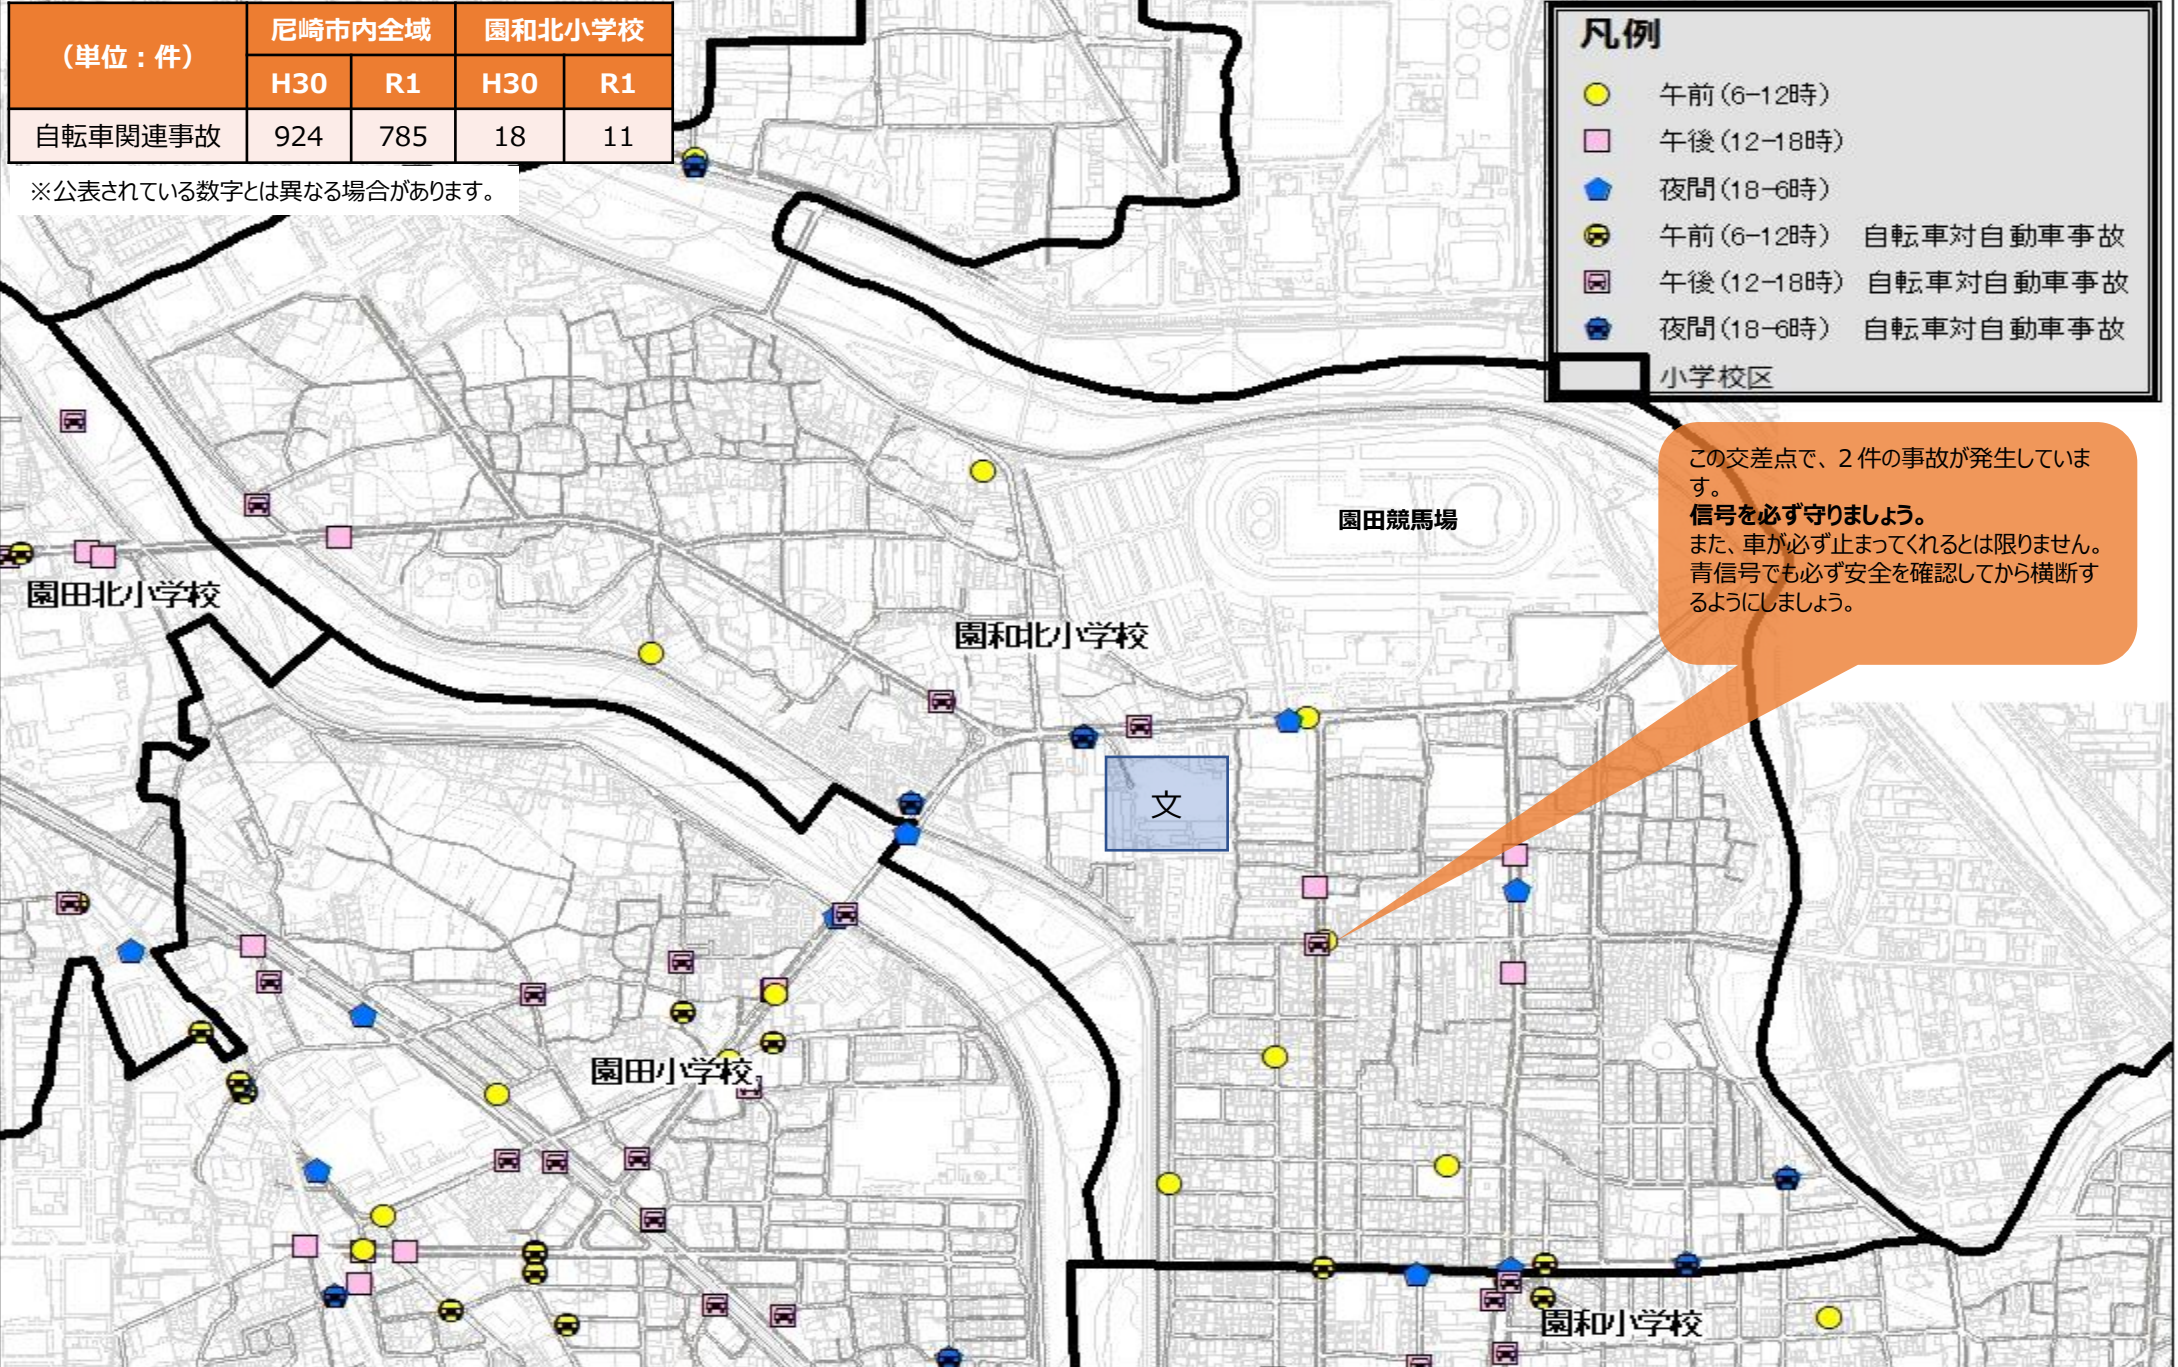 （単位：件）
尼崎市内全域 園和北小学校
H30 R1 H30 R1
自転車関連事故 924 785 18 11
※公表されている数字とは異なる場合があります。
凡例
午前(6-12時)
午後(12-18時)
夜間(18-6時)
午前(6-12時) 自転車対自動車事故
午後(12-18時) 自転車対自動車事故
夜間(18-6時) 自転車対自動車事故
小学校区
この交差点で、２件の事故が発生していま
す。
信号を必ず守りましょう。
また、車が必ず止まってくれるとは限りません。
青信号でも必ず安全を確認してから横断す
るようにしましょう。
園田競馬場
園田北小学校
園和北小学校
文
園田小学校
園和小学校